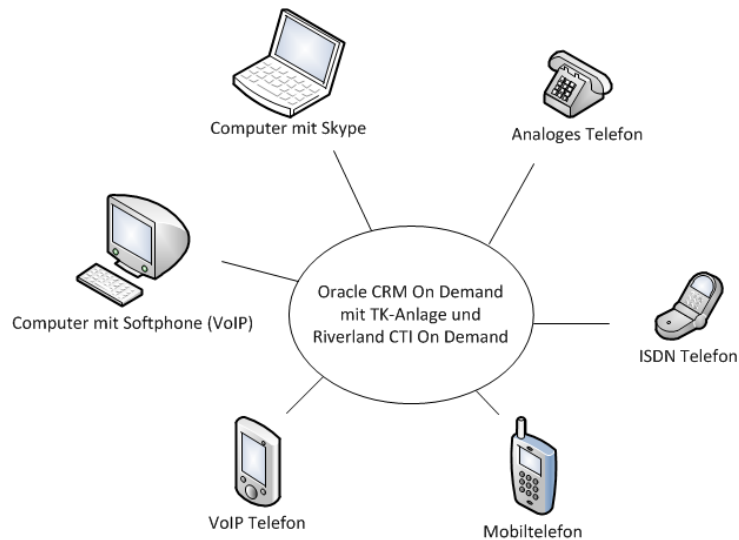 Computer mit Skype
Analoges Telefon
Computer mit Softphone (VoIP)
Oracle CRM On Demand
mit TK-Anlage und
Riverland CTI On Demand
ISDN Telefon
VoIP Telefon
Mobiltelefon